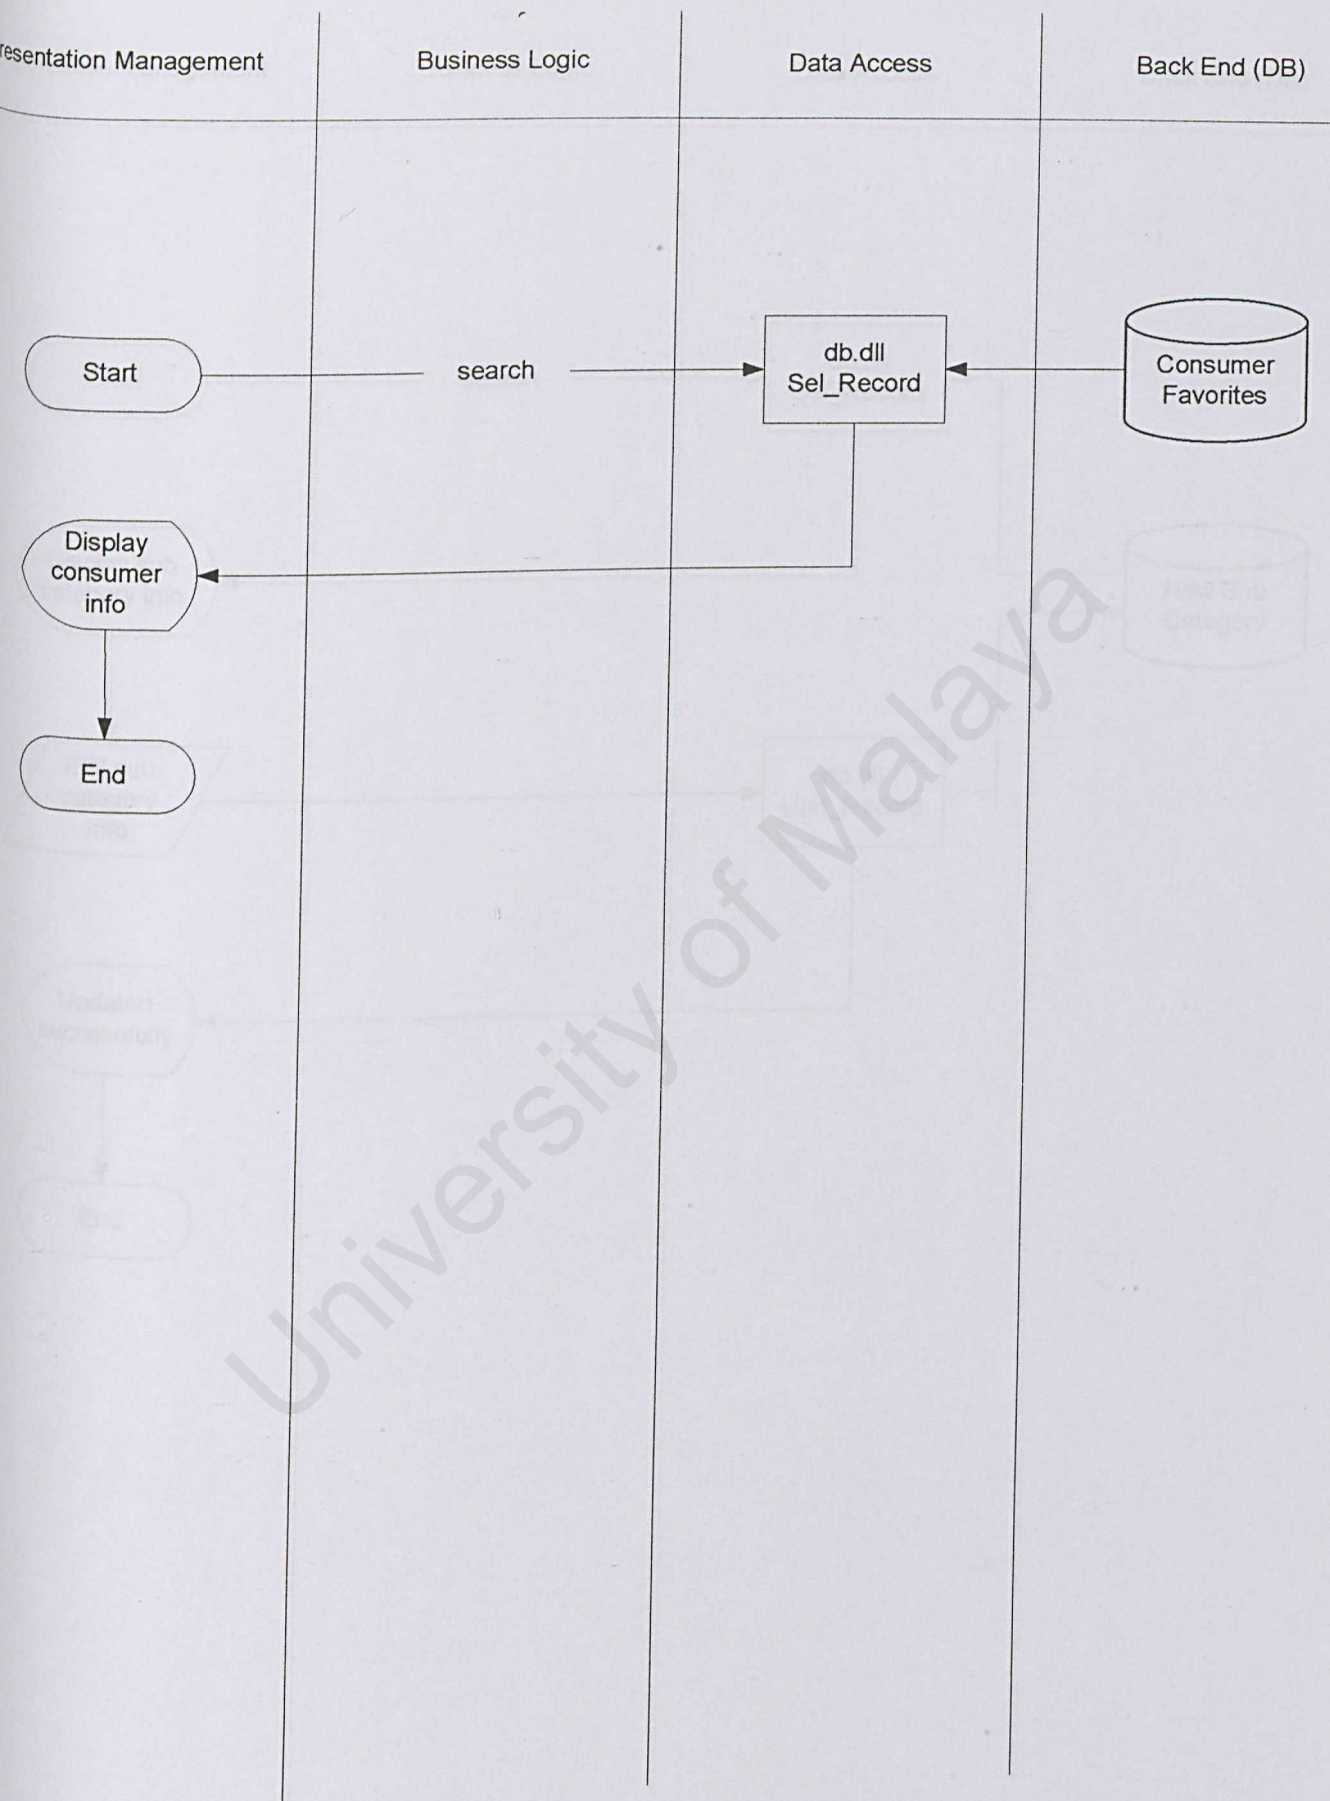 resentation Management
Business Logic
Data Access
Back End (DB)
Start
search
db.dll
Sel_Record
Consumer
Favorites
Display
consumer
info
End
University of Malaya